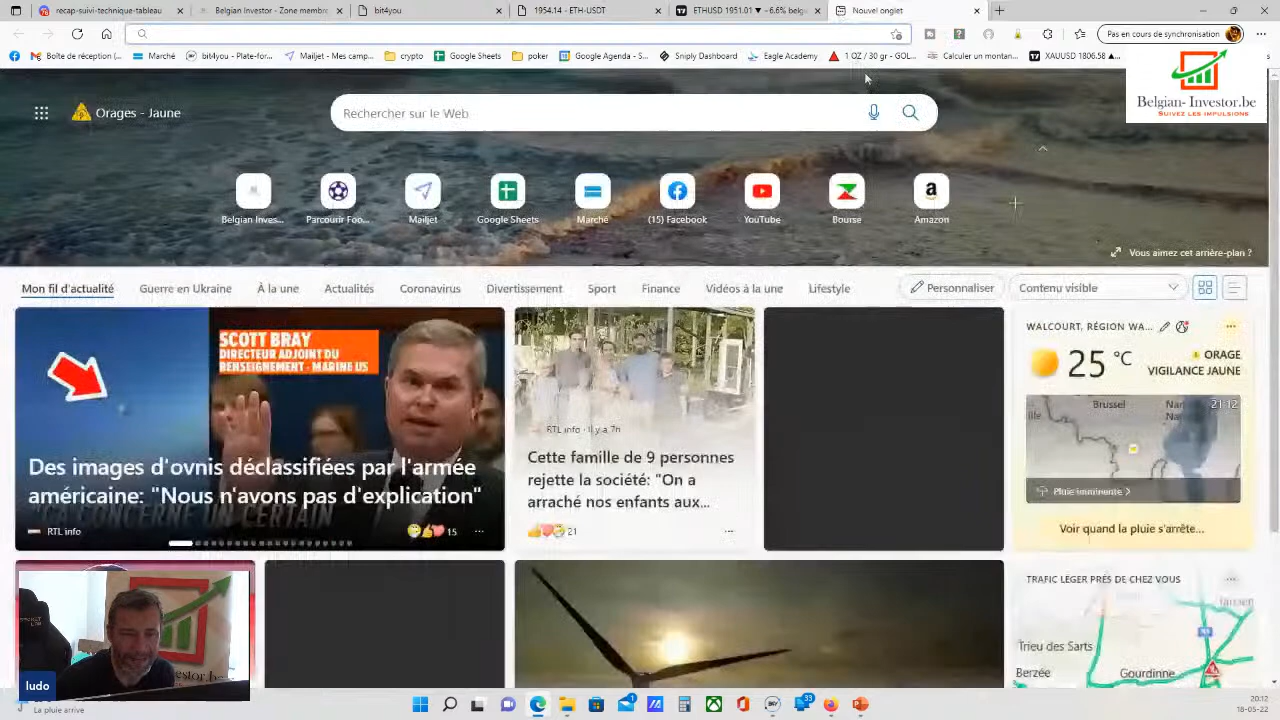 recap-suivi-technique-tableau
Belgian Investor - Zone membre
bit4you
1954.14 - ETH-USDT
ETHUSD 1951.01 ▼ −6.6% belgi
Nouvel onglet
Pas en cours de synchronisation
Boîte de réception (...
Marché
bit4you - Plate-for...
Mailjet - Mes camp...
crypto
Google Sheets
poker
Google Agenda - S...
Sniply Dashboard
Eagle Academy
1 OZ / 30 gr - GOL...
Calculer un montan...
XAUUSD 1806.58 ▲...
Belgian- Investor.be
SUIVEZ LES IMPULSIONS
Orages - Jaune
Rechercher sur le Web
Belgian Inves...
Parcourir Foo...
Mailjet
Google Sheets
Marché
(15) Facebook
YouTube
Bourse
Amazon
Vous aimez cet arrière-plan ?
Mon fil d'actualité
Guerre en Ukraine
À la une
Actualités
Coronavirus
Divertissement
Sport
Finance
Vidéos à la une
Lifestyle
Personnaliser
Contenu visible
SCOTT BRAY
DIRECTEUR ADJOINT DU
RENSEIGNEMENT - MARINE US
Des images d'ovnis déclassifiées par l'armée
américaine: "Nous n'avons pas d'explication"
RTL info
15
RTL info · Il y a 7h
Cette famille de 9 personnes
rejette la société: "On a
arraché nos enfants aux...
21
WALCOURT, RÉGION WA...
25 °C
ORAGE
VIGILANCE JAUNE
Brussel
21:12
Pluie imminente
Voir quand la pluie s'arrête...
TRAFIC LÉGER PRÈS DE CHEZ VOUS
Trieu des Sarts
Berzée
Gourdinne
ludo
La pluie arrive
33
20:12
18-05-22